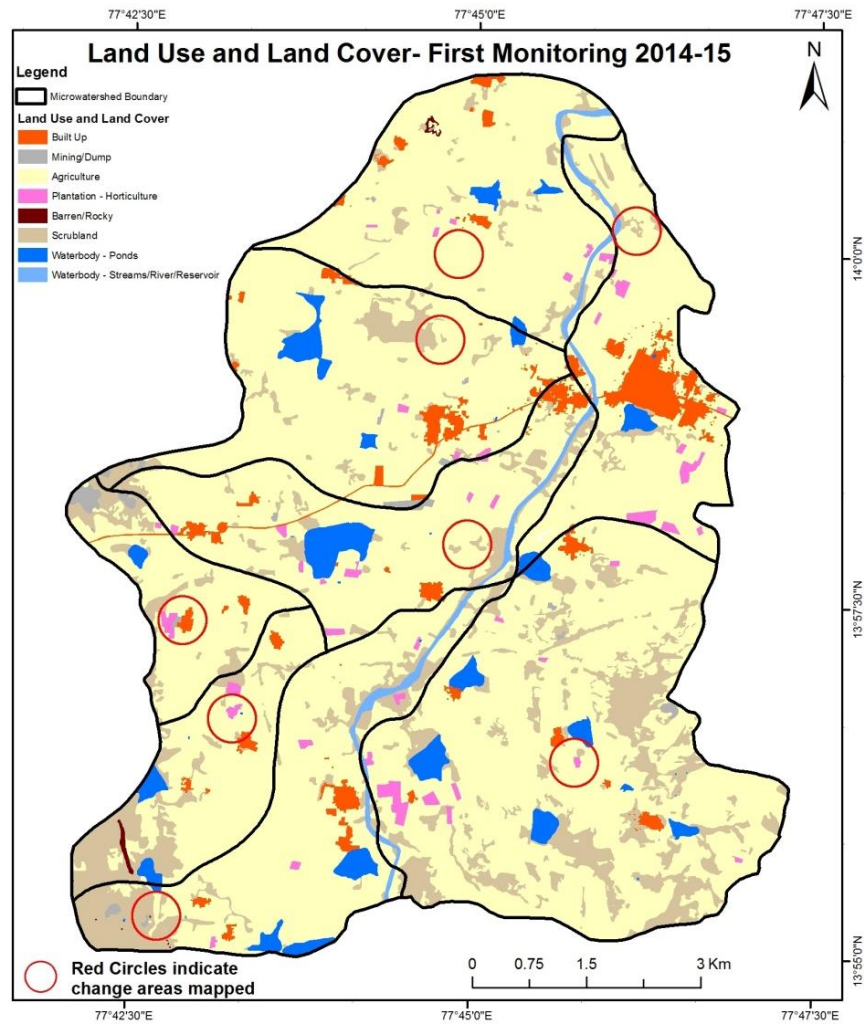 77°42'30"E 77°45'0"E 77°47'30"E
Land Use and Land Cover- First Monitoring 2014-15
N
Legend
Microwatershed Boundary
Land Use and Land Cover
Built Up
Mining/Dump
Agriculture
Plantation - Horticulture
Barren/Rocky
Scrubland
Waterbody - Ponds
Waterbody - Streams/River/Reservoir
14°0'0"N
13°57'30"N
13°55'0"N
Red Circles indicate
change areas mapped
0 0.75 1.5 3 Km
77°42'30"E 77°45'0"E 77°47'30"E